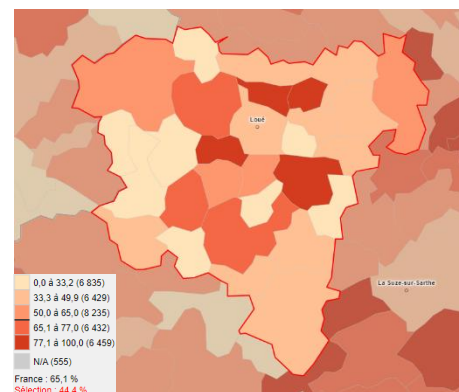 Loué
La Suze-sur-Sarthe
0,0 à 33,2 (6 835)
33,3 à 49,9 (6 429)
50,0 à 65,0 (8 235)
65,1 à 77,0 (6 432)
77,1 à 100,0 (6 459)
N/A (555)
France : 65,1 %
Sélection : 44,4 %